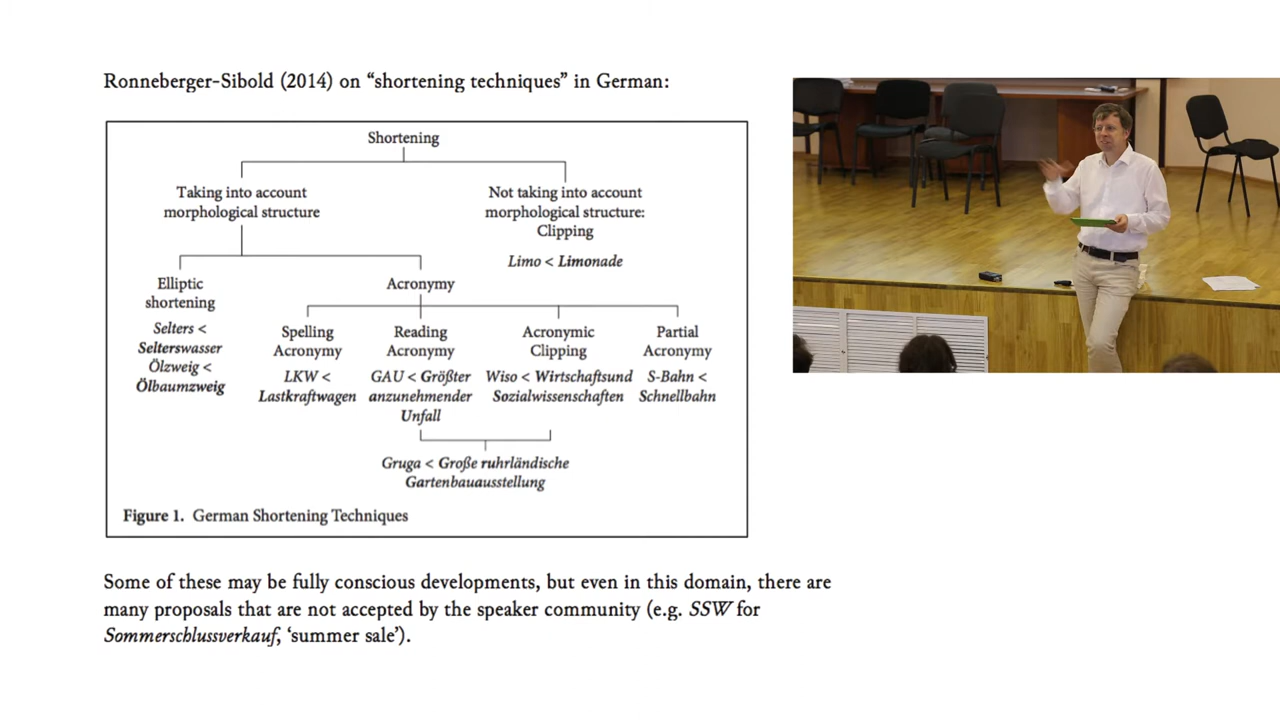 Ronneberger-Sibold (2014) on “shortening techniques” in German:
Shortening
Taking into account
morphological structure
Not taking into account
morphological structure:
Clipping
Limo < Limonade
Elliptic
shortening
Selters <
Selterswasser
Ölzweig <
Ölbaumzweig
Acronymy
Spelling
Acronymy
LKW <
Lastkraftwagen
Reading
Acronymy
GAU < Größter
anzunehmender
Unfall
Acronymic
Clipping
Wiso < Wirtschaftsund
Sozialwissenschaften
Partial
Acronymy
S-Bahn <
Schnellbahn
Gruga < Große ruhrländische
Gartenbauausstellung
Figure 1. German Shortening Techniques
Some of these may be fully conscious developments, but even in this domain, there are
many proposals that are not accepted by the speaker community (e.g. SSW for
Sommerschlussverkauf, ‘summer sale’).